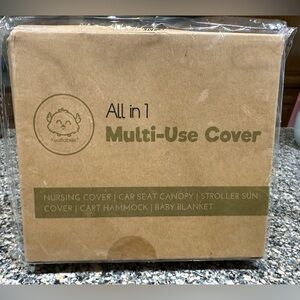 All in 1
Multi-Use Cover
NURSING COVER | CAR SEAT CANOPY | STROLLER SUN
COVER | CART HAMMOCK | BABY BLANKET